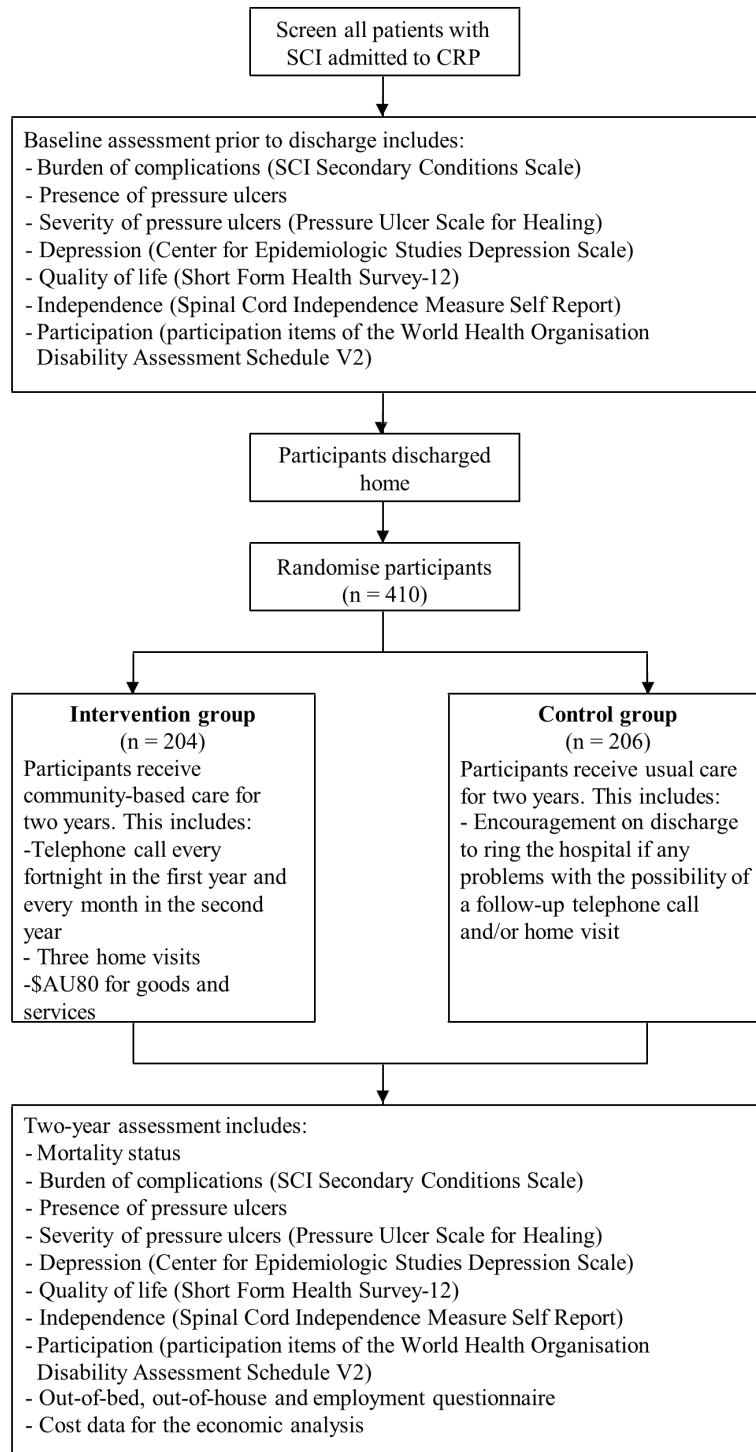 Screen all patients with
SCI admitted to CRP
Baseline assessment prior to discharge includes:
- Burden of complications (SCI Secondary Conditions Scale)
- Presence of pressure ulcers
- Severity of pressure ulcers (Pressure Ulcer Scale for Healing)
- Depression (Center for Epidemiologic Studies Depression Scale)
- Quality of life (Short Form Health Survey-12)
- Independence (Spinal Cord Independence Measure Self Report)
- Participation (participation items of the World Health Organisation
Disability Assessment Schedule V2)
Participants discharged
home
Randomise participants
(n = 410)
Intervention group
(n = 204)
Participants receive
community-based care for
two years. This includes:
-Telephone call every
fortnight in the first year and
every month in the second
year
- Three home visits
-$AU80 for goods and
services
Control group
(n = 206)
Participants receive usual care
for two years. This includes:
- Encouragement on discharge
to ring the hospital if any
problems with the possibility of
a follow-up telephone call
and/or home visit
Two-year assessment includes:
- Mortality status
- Burden of complications (SCI Secondary Conditions Scale)
- Presence of pressure ulcers
- Severity of pressure ulcers (Pressure Ulcer Scale for Healing)
- Depression (Center for Epidemiologic Studies Depression Scale)
- Quality of life (Short Form Health Survey-12)
- Independence (Spinal Cord Independence Measure Self Report)
- Participation (participation items of the World Health Organisation
Disability Assessment Schedule V2)
- Out-of-bed, out-of-house and employment questionnaire
- Cost data for the economic analysis